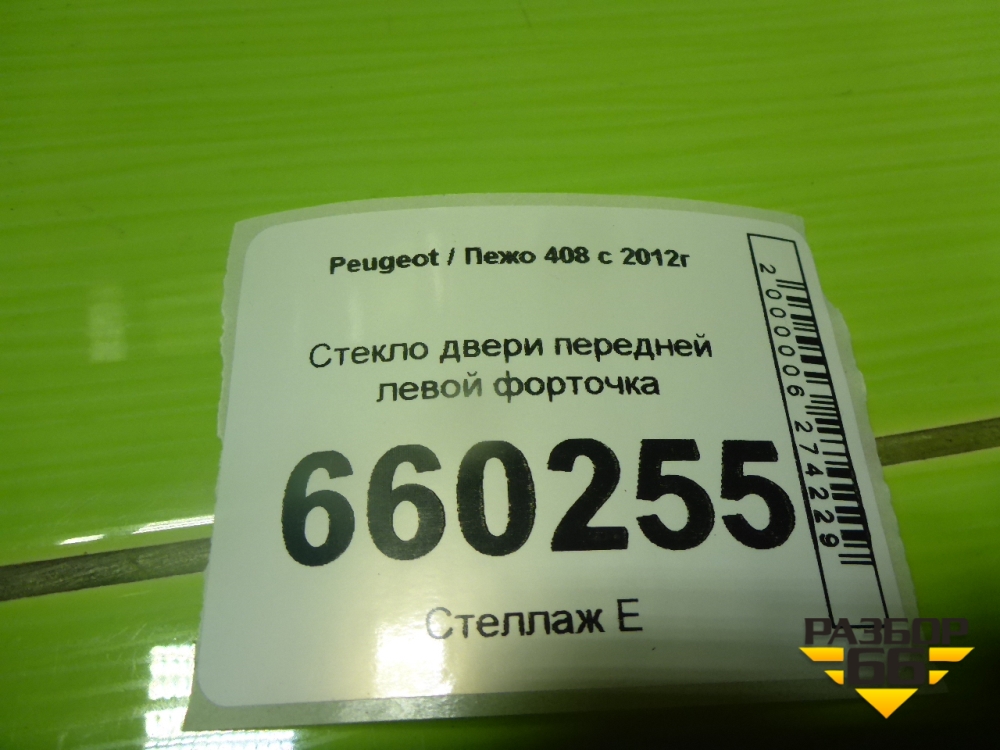 Peugeot / Пежо 408 с 2012г
Стекло двери передней
левой форточка
660255
Стеллаж Е
2000006274229
РАЗБОР
66